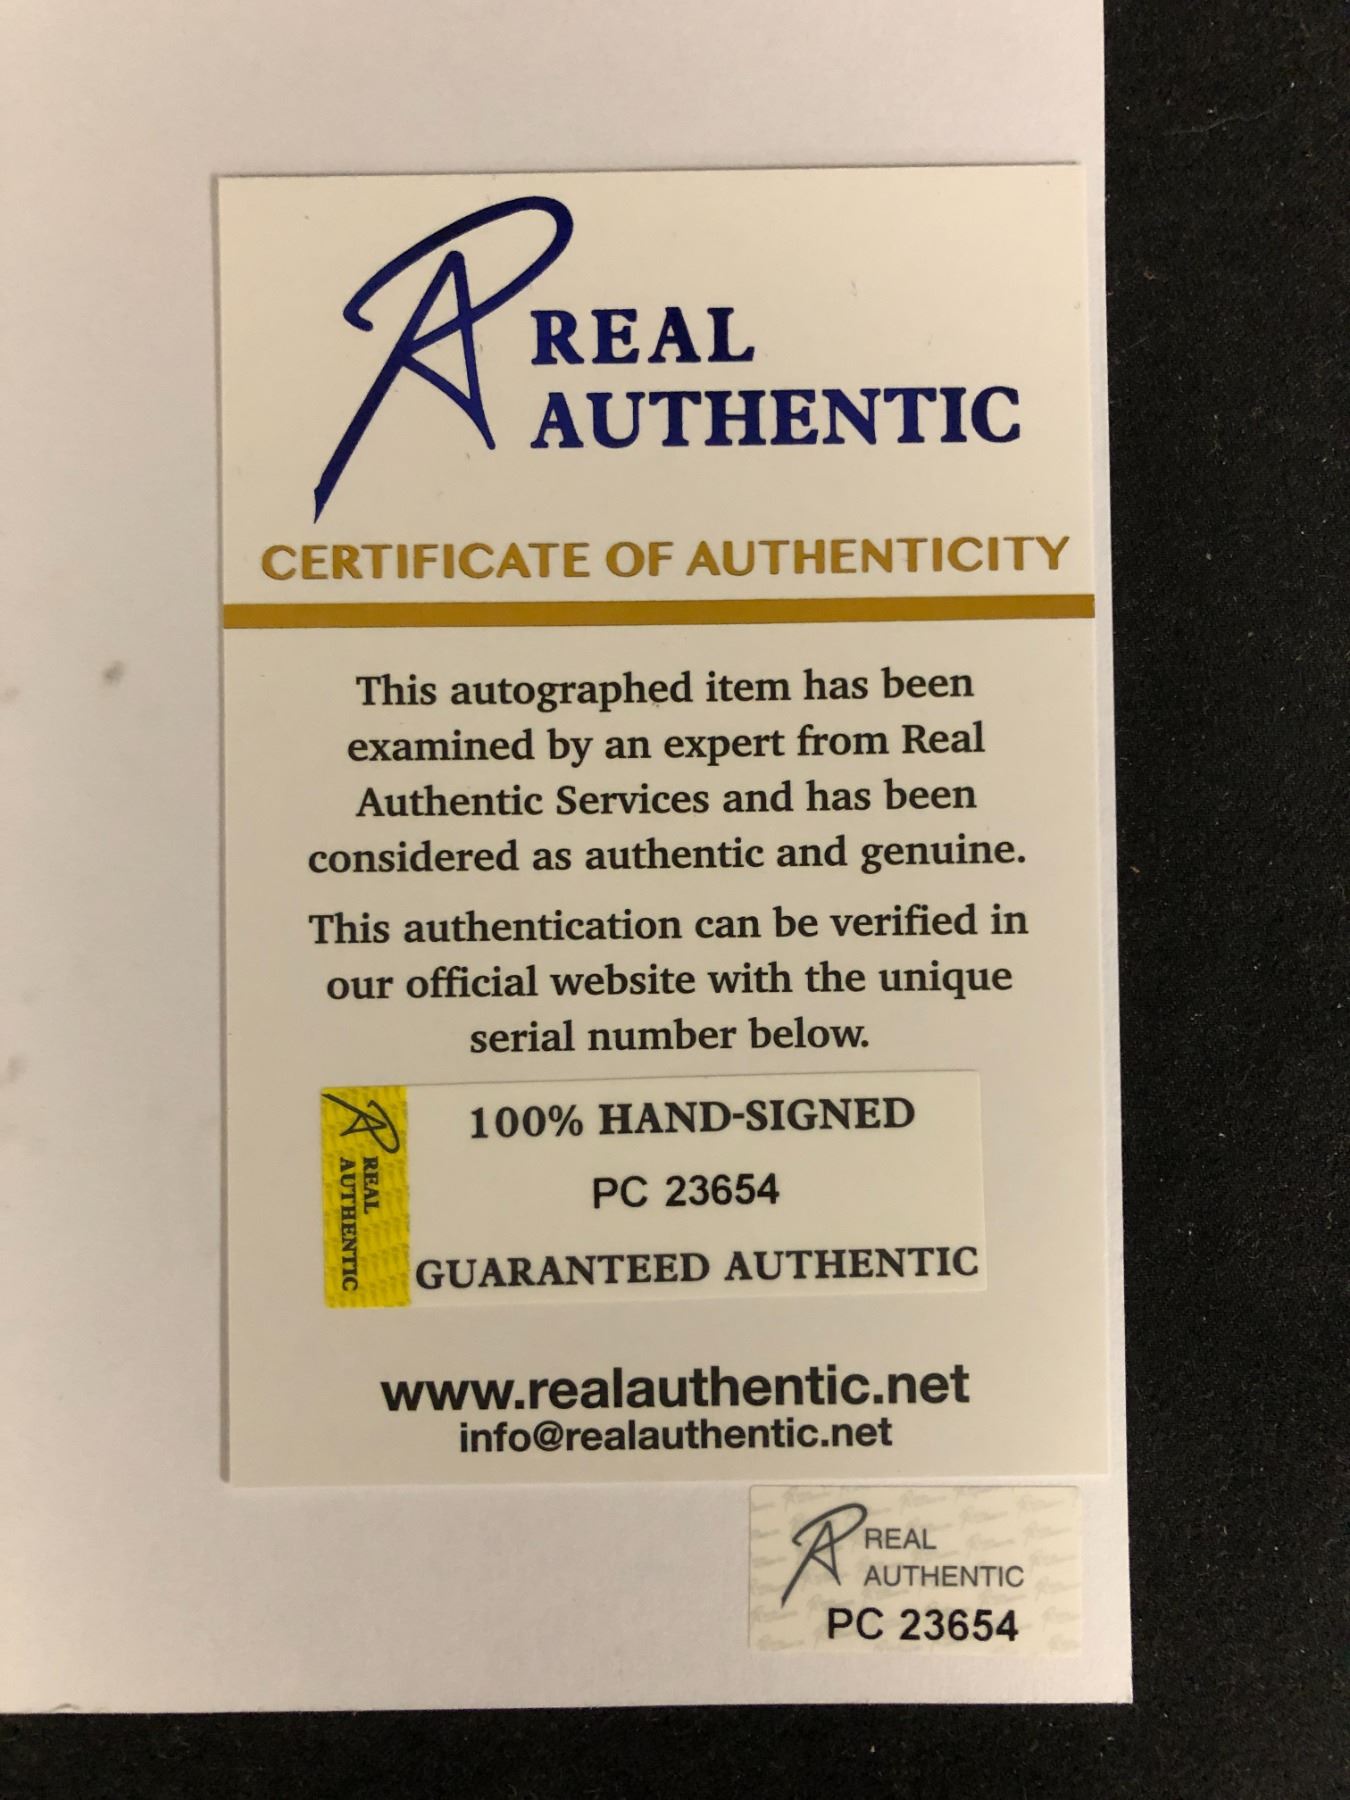 REAL
AUTHENTIC
CERTIFICATE OF AUTHENTICITY
This autographed item has been
examined by an expert from Real
Authentic Services and has been
considered as authentic and genuine.
This authentication can be verified in
our official website with the unique
serial number below.
REAL
AUTHENTIC
100% HAND-SIGNED
PC 23654
GUARANTEED AUTHENTIC
www.realauthentic.net
info@realauthentic.net
REAL
AUTHENTIC
PC 23654